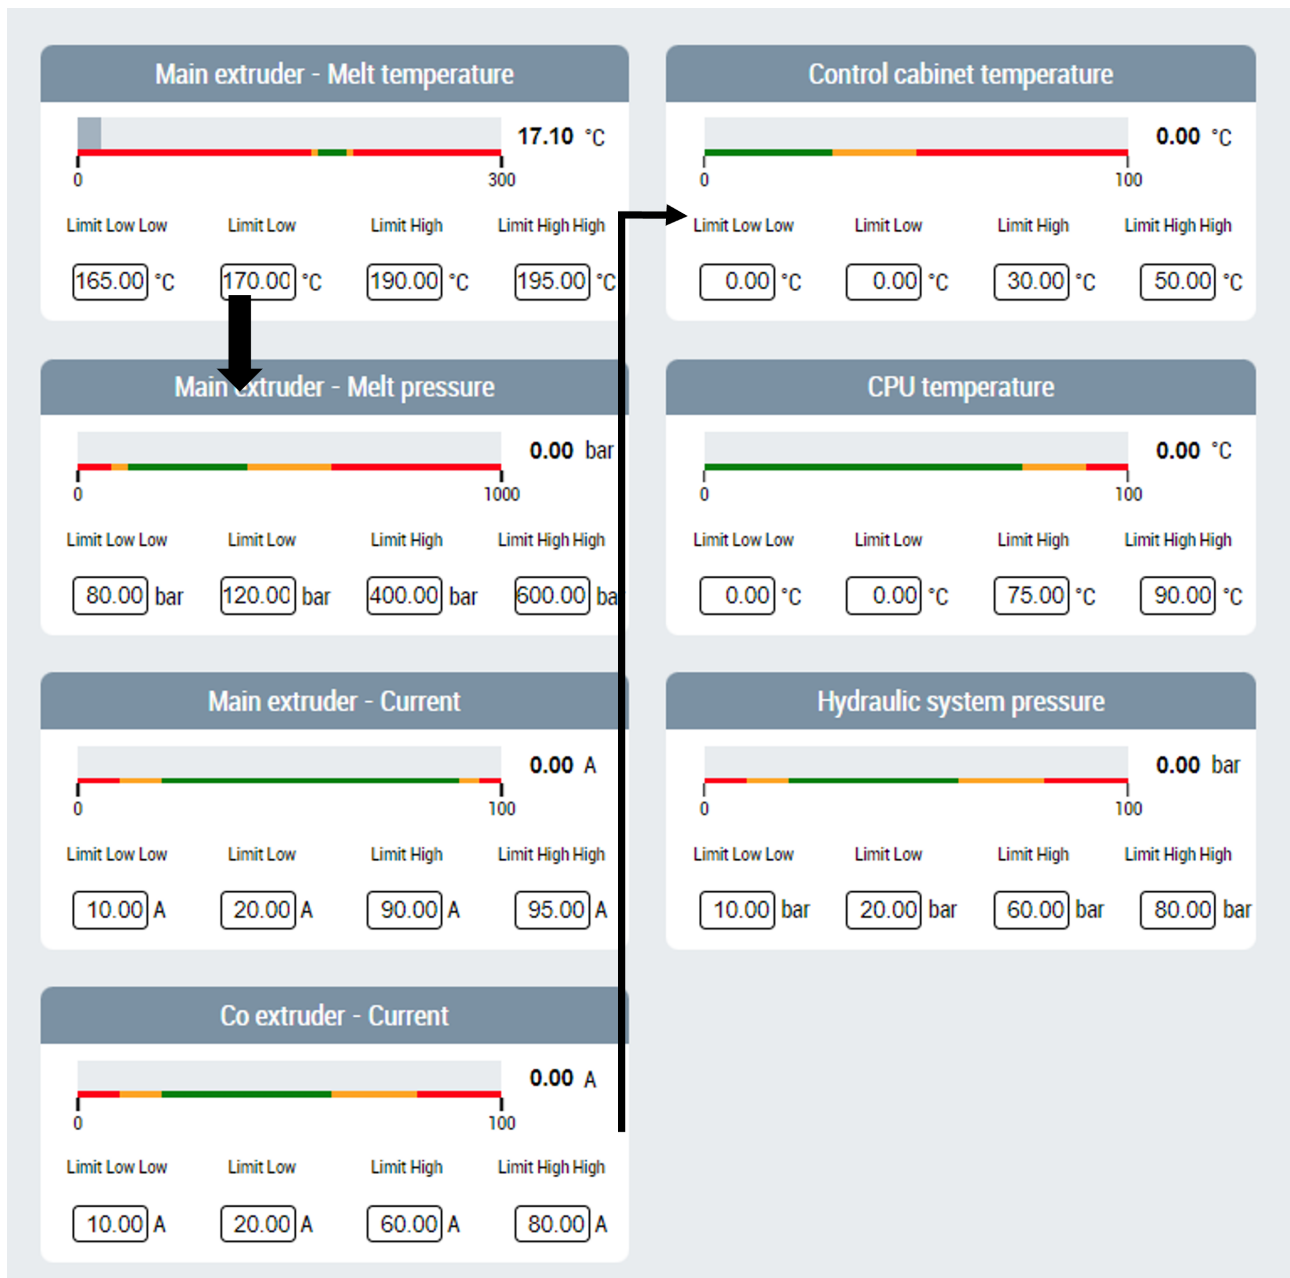 Main extruder - Melt temperature
17.10 °C
0 300
Limit Low Low Limit Low Limit High Limit High High
165.00 °C 170.00 °C 190.00 °C 195.00 °C
Main extruder - Melt pressure
0.00 bar
0 1000
Limit Low Low Limit Low Limit High Limit High High
80.00 bar 120.00 bar 400.00 bar 600.00 ba
Main extruder - Current
0.00 A
0 100
Limit Low Low Limit Low Limit High Limit High High
10.00 A 20.00 A 90.00 A 95.00 A
Co extruder - Current
0.00 A
0 100
Limit Low Low Limit Low Limit High Limit High High
10.00 A 20.00 A 60.00 A 80.00 A
Control cabinet temperature
0.00 °C
0 100
Limit Low Low Limit Low Limit High Limit High High
0.00 °C 0.00 °C 30.00 °C 50.00 °C
CPU temperature
0.00 °C
0 100
Limit Low Low Limit Low Limit High Limit High High
0.00 °C 0.00 °C 75.00 °C 90.00 °C
Hydraulic system pressure
0.00 bar
0 100
Limit Low Low Limit Low Limit High Limit High High
10.00 bar 20.00 bar 60.00 bar 80.00 bar